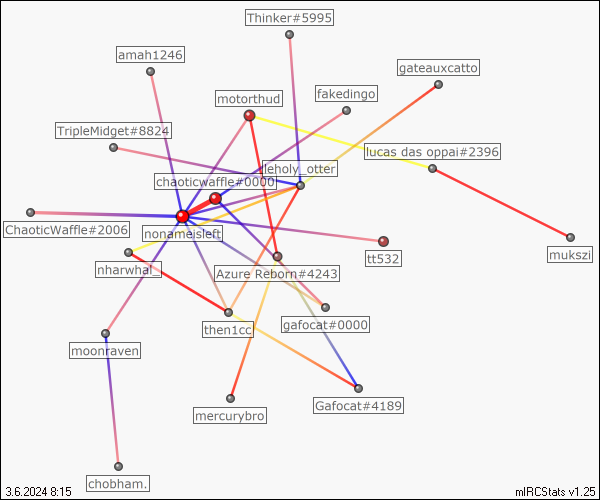 Thinker#5995
amah1246
gateauxcatto
motorthud
fakedingo
TripleMidget#8824
lucas das oppai#2396
leholy_otter
chaoticwaffle#0000
ChaoticWaffle#2006
nonameisleft
tt532
mukszi
nharwhal_
Azure Reborn#4243
then1cc
gafocat#0000
moonraven
mercurybro
Gafocat#4189
chobham.
3.6.2024 8:15
mIRCStats v1.25